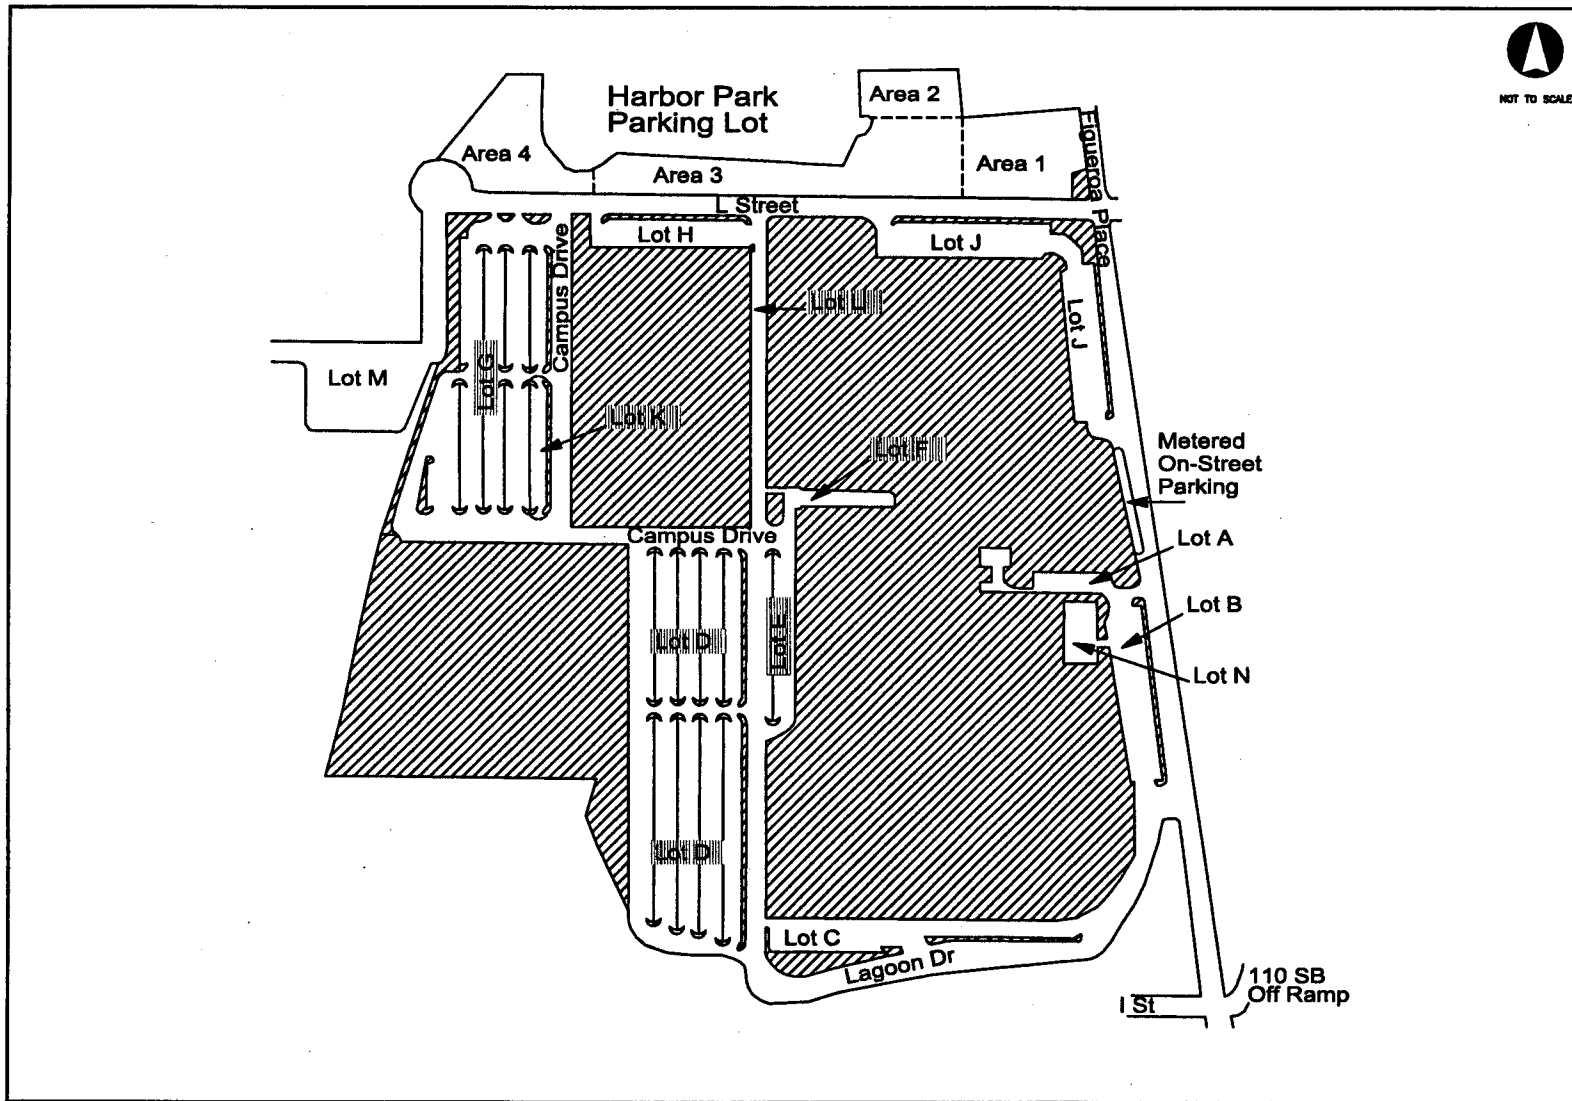 NOT TO SCALE
Harbor Park
Parking Lot
Area 2
Area 4
Area 3
Area 1
Figueroa Place
L Street
Lot H
Lot J
Campus Drive
Lot LI
Lot J
Lot M
Lot G
Lot K
Lot F
Metered
On-Street
Parking
Campus Drive
Lot A
Lot B
Lot D
Lot E
Lot N
Lot D
Lot C
Lagoon Dr
I St
110 SB
Off Ramp